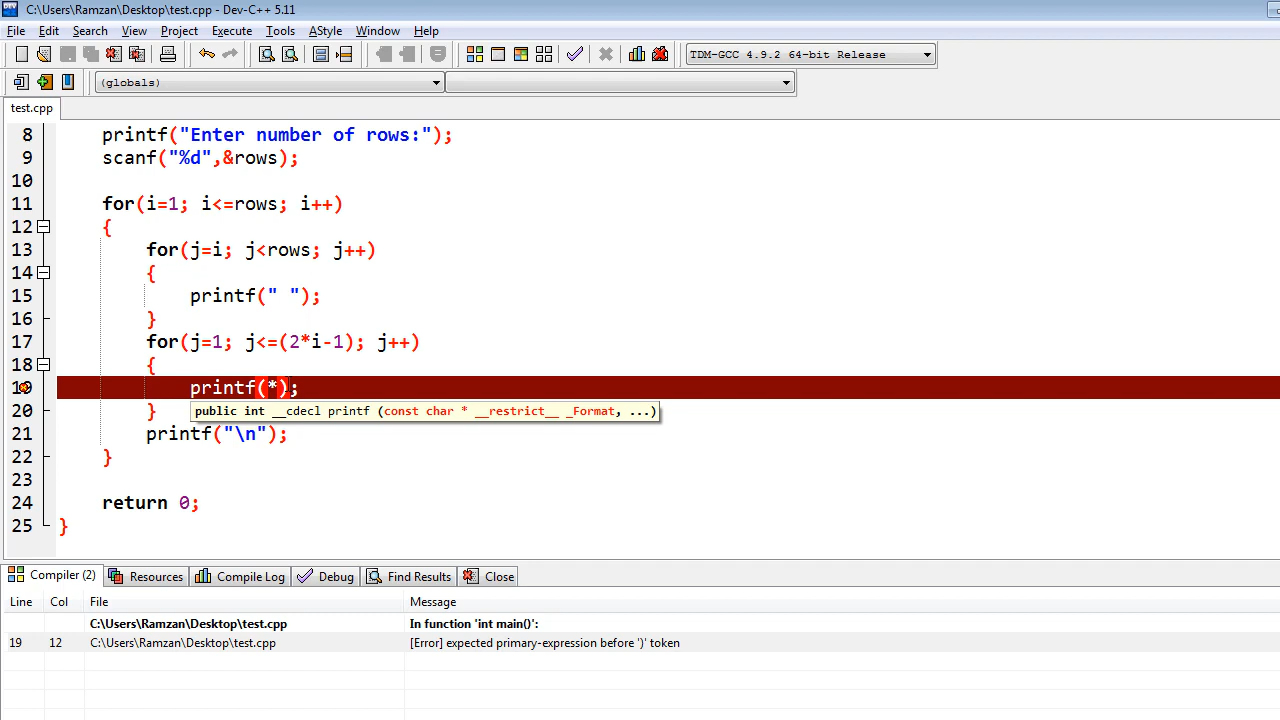 C:\Users\Ramzan\Desktop\test.cpp - Dev-C++ 5.11
File Edit Search View Project Execute Tools AStyle Window Help
TDM-GCC 4.9.2 64-bit Release
(globals)
test.cpp
8 printf("Enter number of rows:");
9 scanf("%d",&rows);
10
11 for(i=1; i<=rows; i++)
12 {
13 for(j=i; j<rows; j++)
14 {
15 printf(" ");
16 }
17 for(j=1; j<=(2*i-1); j++)
18 {
19 printf(*);
20 }
public int __cdecl printf (const char * __restrict__ _Format, ...)
21 printf("\n");
22 }
23
24 return 0;
25 }
Compiler (2) Resources Compile Log Debug Find Results Close
Line Col File Message
C:\Users\Ramzan\Desktop\test.cpp In function 'int main()':
19 12 C:\Users\Ramzan\Desktop\test.cpp [Error] expected primary-expression before ')' token